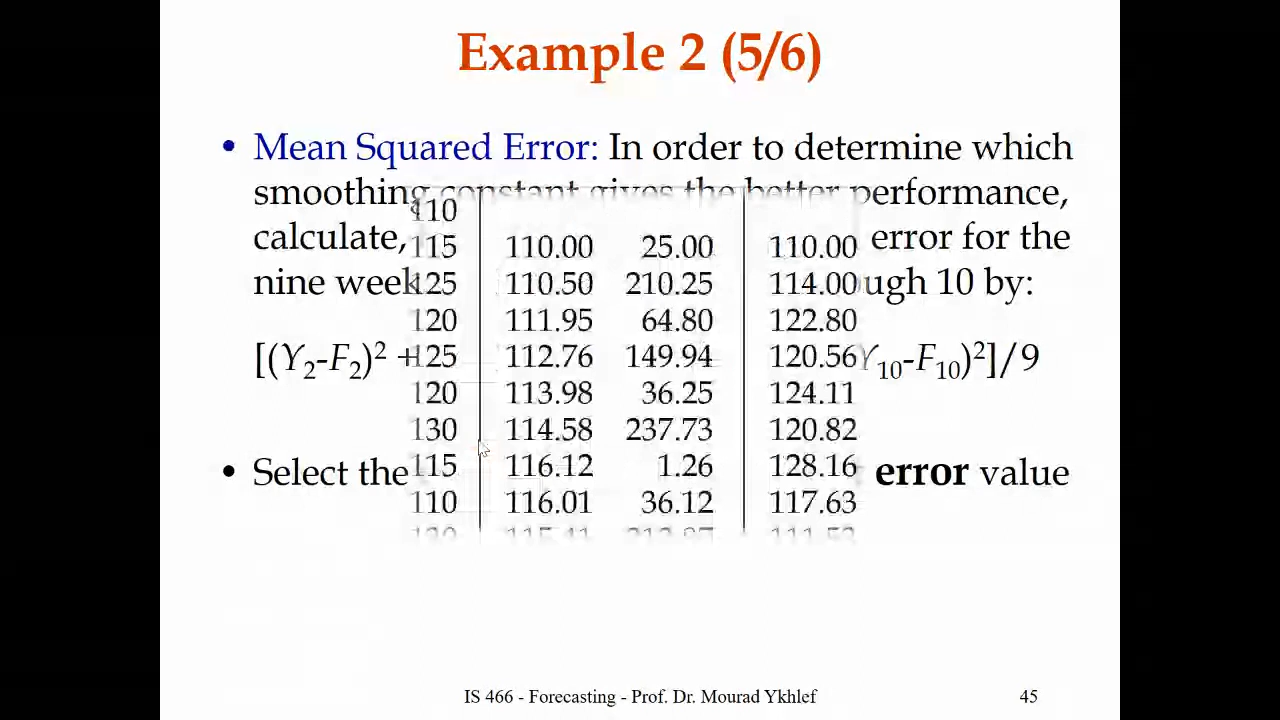 Example 2 (5/6)
• Mean Squared Error: In order to determine which
smoothing constant gives the better performance,
calculate, error for the
nine week ugh 10 by:
[(Y2-F2)² + Y10-F10)²]/9
• Select the error value
110
115 110.00 25.00 110.00
125 110.50 210.25 114.00
120 111.95 64.80 122.80
125 112.76 149.94 120.56
120 113.98 36.25 124.11
130 114.58 237.73 120.82
115 116.12 1.26 128.16
110 116.01 36.12 117.63
IS 466 - Forecasting - Prof. Dr. Mourad Ykhlef 45